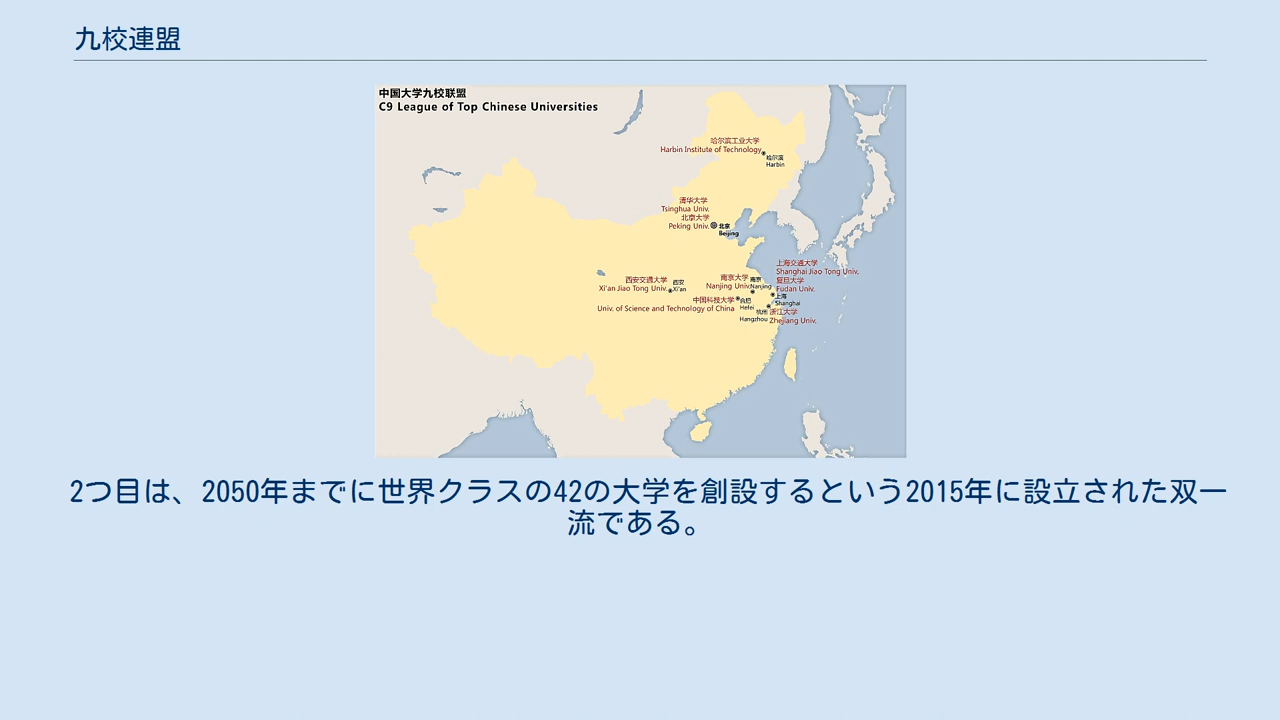 九校連盟
中国大学九校联盟
C9 League of Top Chinese Universities
哈尔滨工业大学
Harbin Institute of Technology
哈尔滨
Harbin
清华大学
Tsinghua Univ.
北京大学
Peking Univ.
北京
Beijing
西安交通大学
Xi'an Jiao Tong Univ.
西安
Xi'an
南京大学
Nanjing Univ.
南京
Nanjing
上海交通大学
Shanghai Jiao Tong Univ.
复旦大学
Fudan Univ.
上海
Shanghai
中国科技大学
Univ. of Science and Technology of China
合肥
Hefei
杭州
Hangzhou
浙江大学
Zhejiang Univ.
2つ目は、2050年までに世界クラスの42の大学を創設するという2015年に設立された双一
流である。